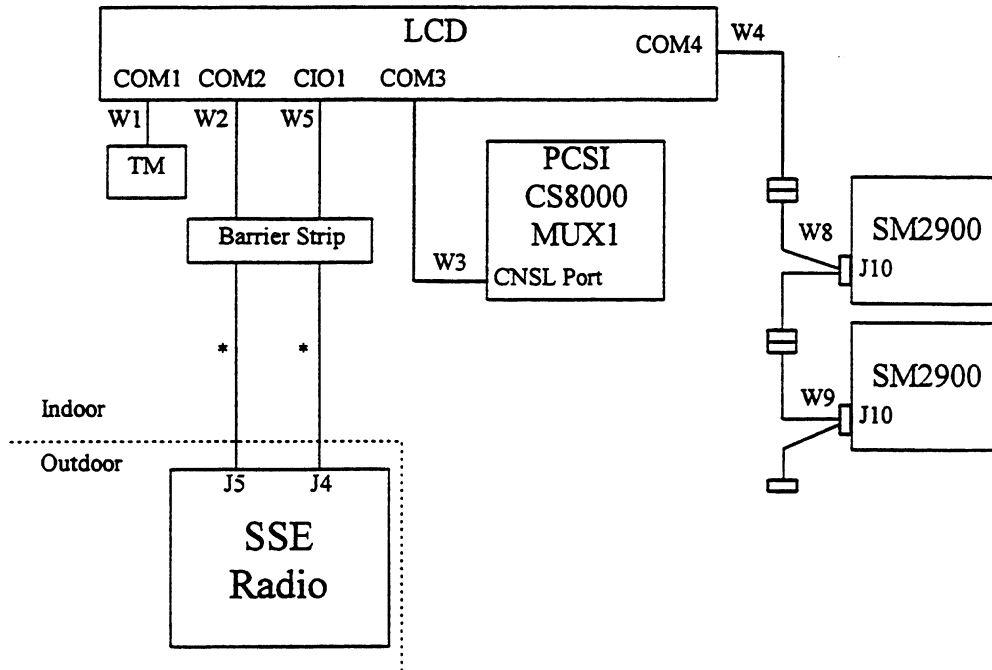 LCD
COM4
W4
COM1 COM2 CIO1 COM3
W1 W2 W5
TM
PCSI
CS8000
MUX1
CNSL Port
W3
Barrier Strip
W8
SM2900
J10
* *
SM2900
W9
J10
Indoor
Outdoor
J5 J4
SSE
Radio